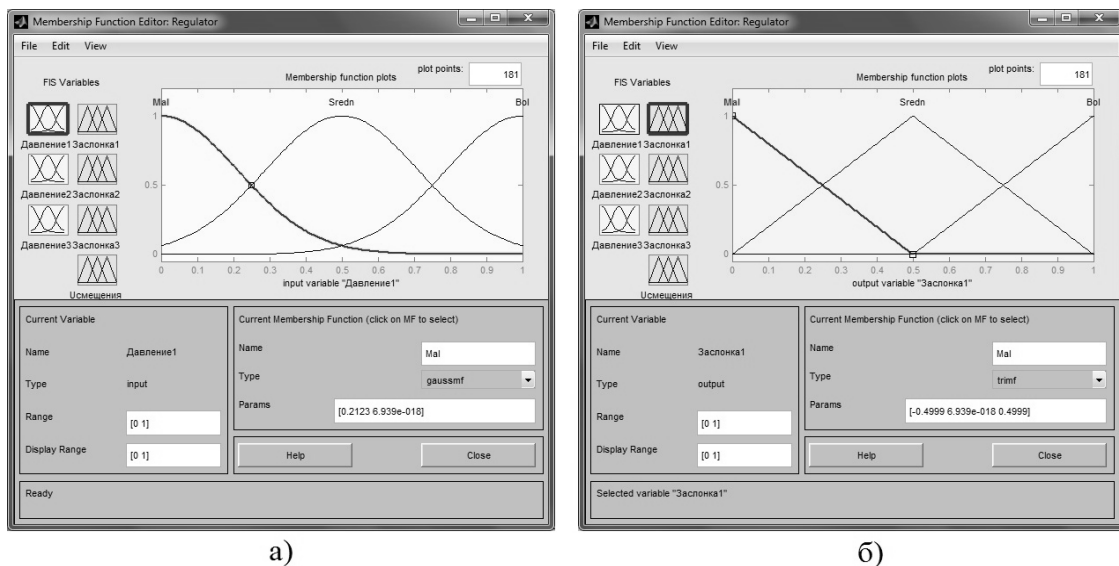 Membership Function Editor: Regulator
File Edit View
FIS Variables
Membership function plots
plot points:
181
Давление1 Заслонка1
Давление2 Заслонка2
Давление3 Заслонка3
Uсмещения
Mal Sredn Bol
1
0.5
0
0 0.1 0.2 0.3 0.4 0.5 0.6 0.7 0.8 0.9 1
input variable "Давление1"
Current Variable
Name Давление1
Type input
Range [0 1]
Display Range [0 1]
Current Membership Function (click on MF to select)
Name Mal
Type gaussmf
Params [0.2123 6.939e-018]
Help Close
Ready
а)
Membership Function Editor: Regulator
File Edit View
FIS Variables
Membership function plots
plot points:
181
Давление1 Заслонка1
Давление2 Заслонка2
Давление3 Заслонка3
Uсмещения
Mal Sredn Bol
1
0.5
0
0 0.1 0.2 0.3 0.4 0.5 0.6 0.7 0.8 0.9 1
output variable "Заслонка1"
Current Variable
Name Заслонка1
Type output
Range [0 1]
Display Range [0 1]
Current Membership Function (click on MF to select)
Name Mal
Type trimf
Params [-0.4999 6.939e-018 0.4999]
Help Close
Selected variable "Заслонка1"
б)